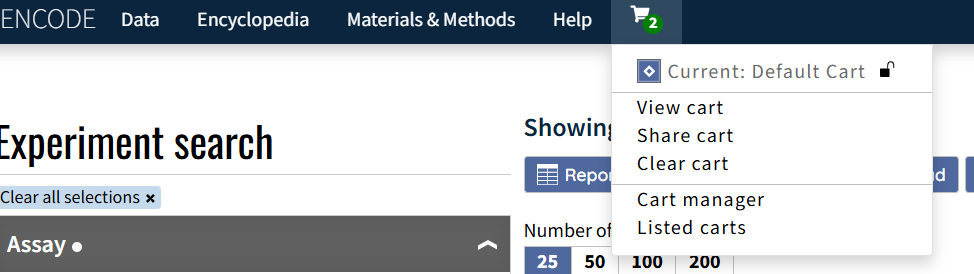 ENCODE Data Encyclopedia Materials & Methods Help 2
Current: Default Cart
View cart
Share cart
Clear cart
Cart manager
Listed carts
Experiment search
Clear all selections ×
Assay
Showing
Repor
d
Number of
25 50 100 200